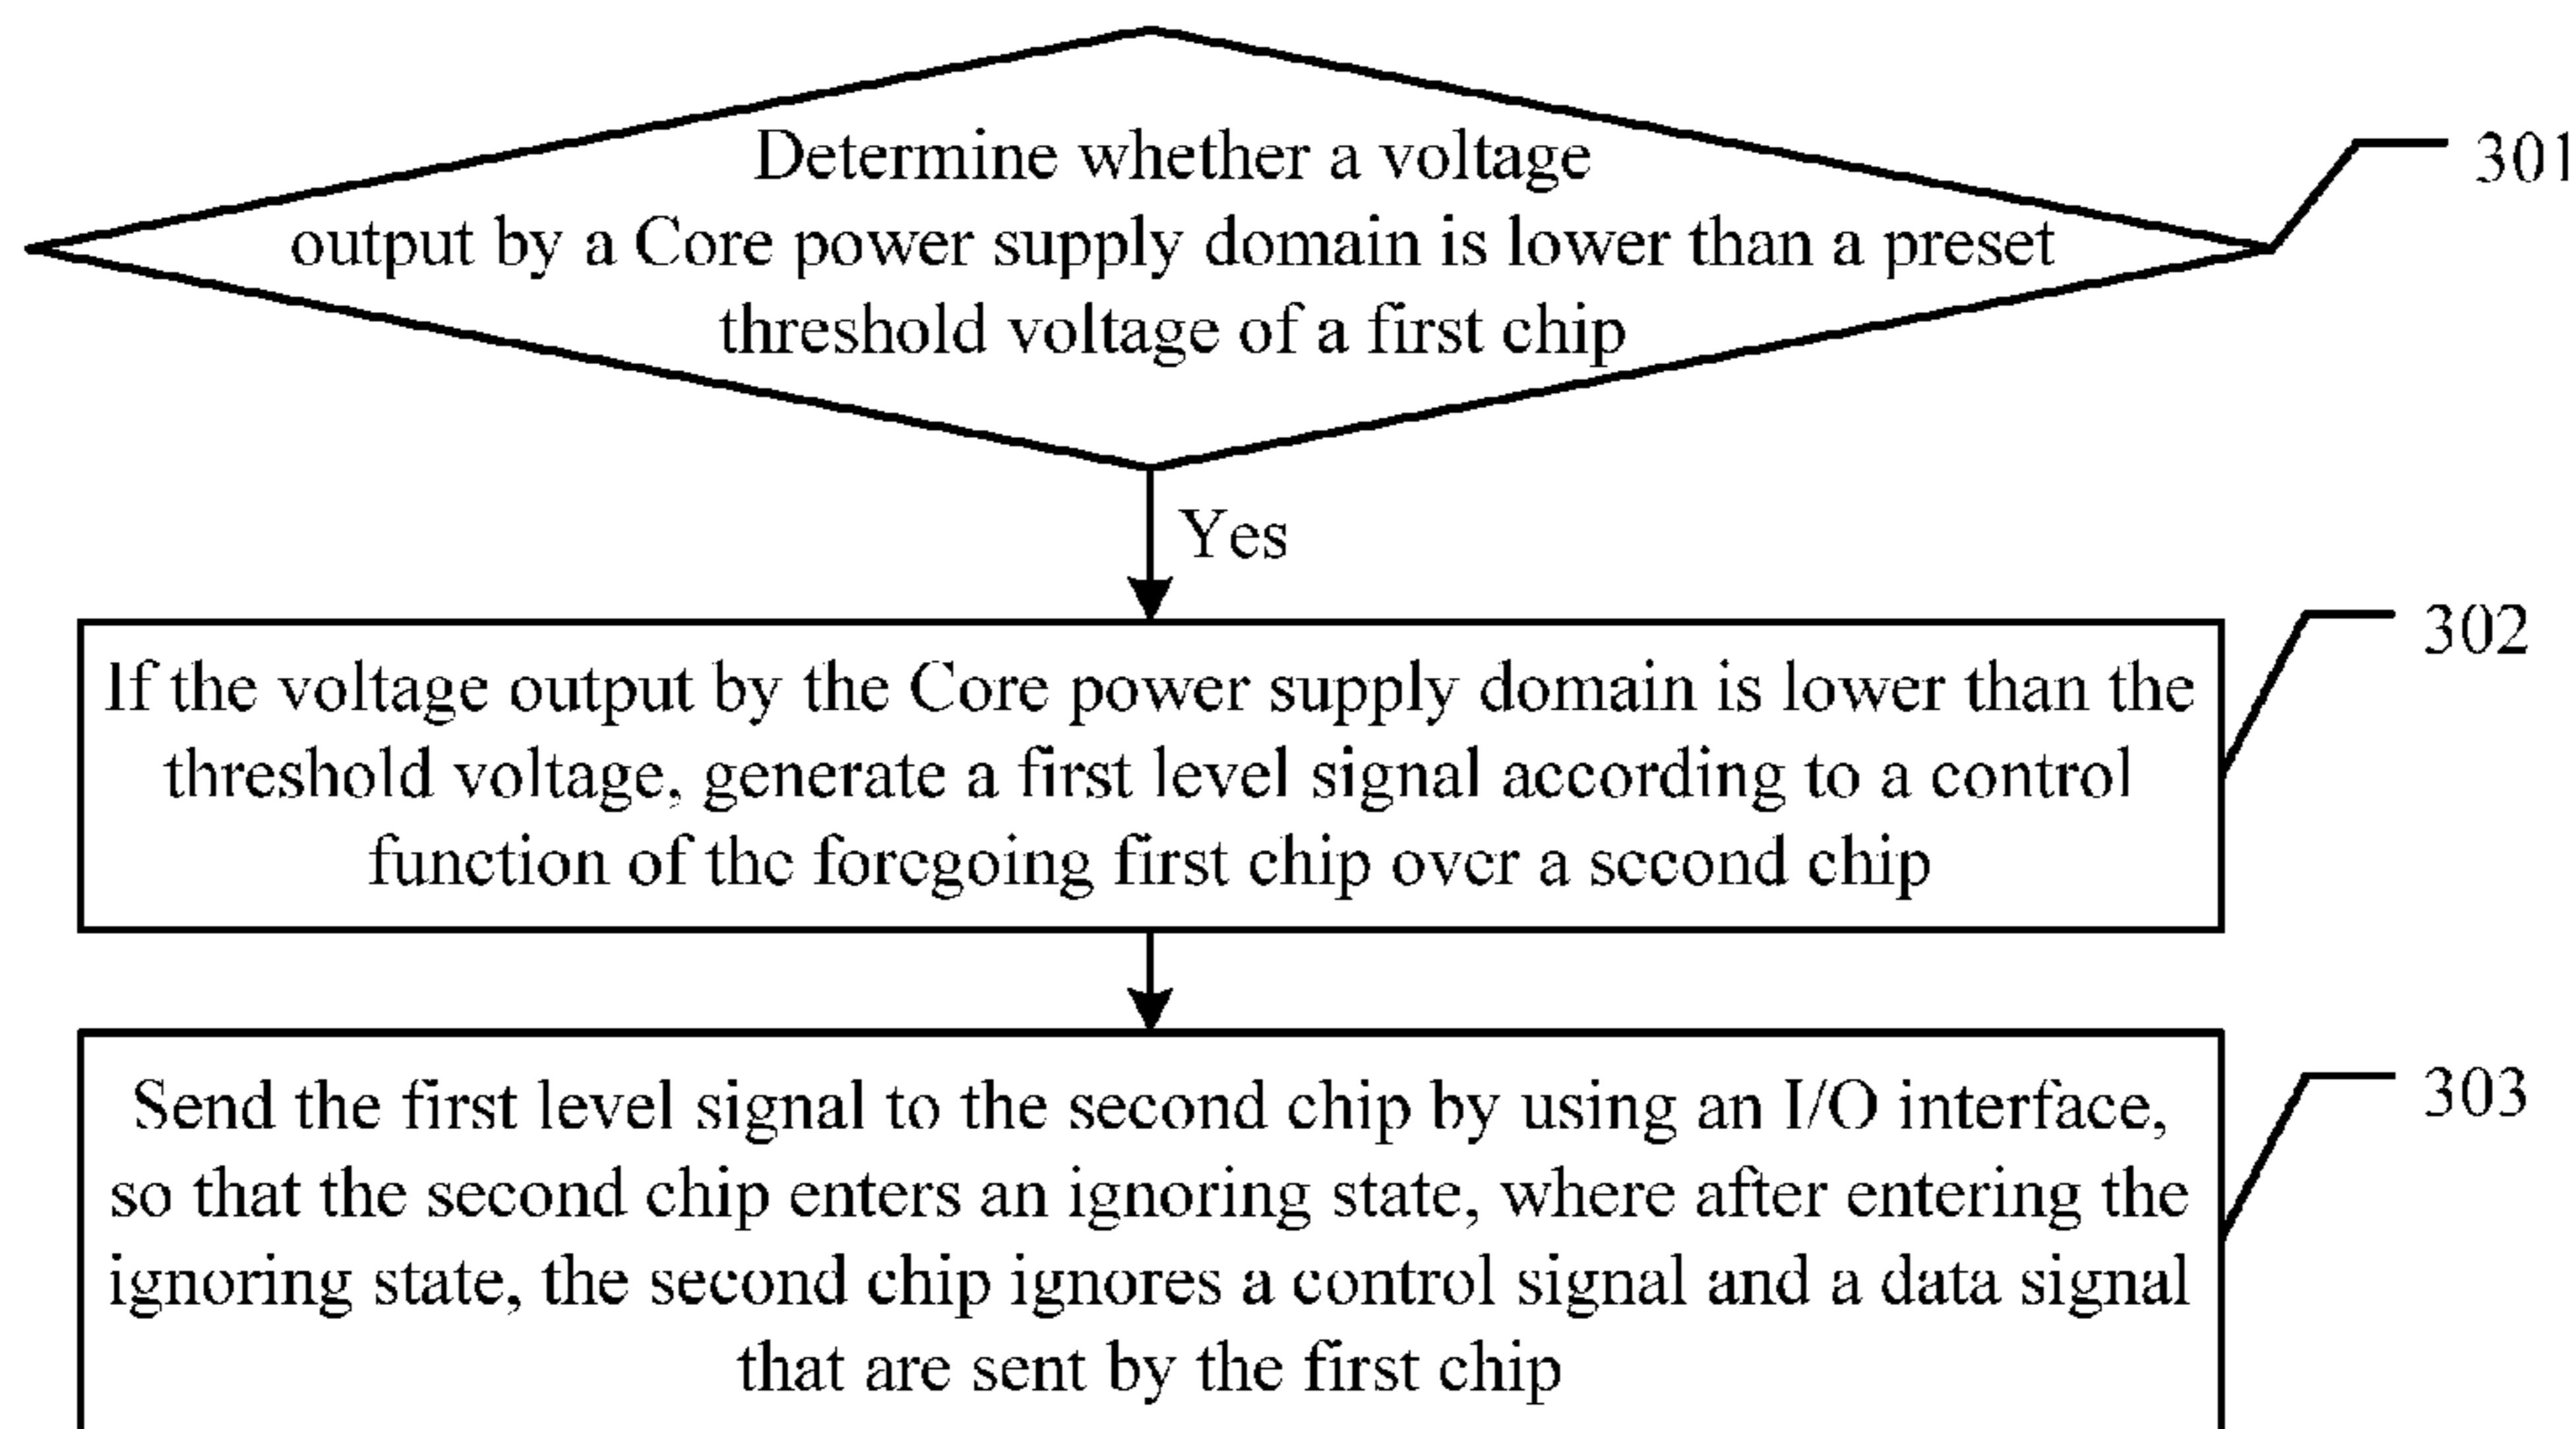 Determine whether a voltage
output by a Core power supply domain is lower than a preset
threshold voltage of a first chip
301
Yes
302
If the voltage output by the Core power supply domain is lower than the
threshold voltage, generate a first level signal according to a control
function of the foregoing first chip over a second chip
303
Send the first level signal to the second chip by using an I/O interface,
so that the second chip enters an ignoring state, where after entering the
ignoring state, the second chip ignores a control signal and a data signal
that are sent by the first chip